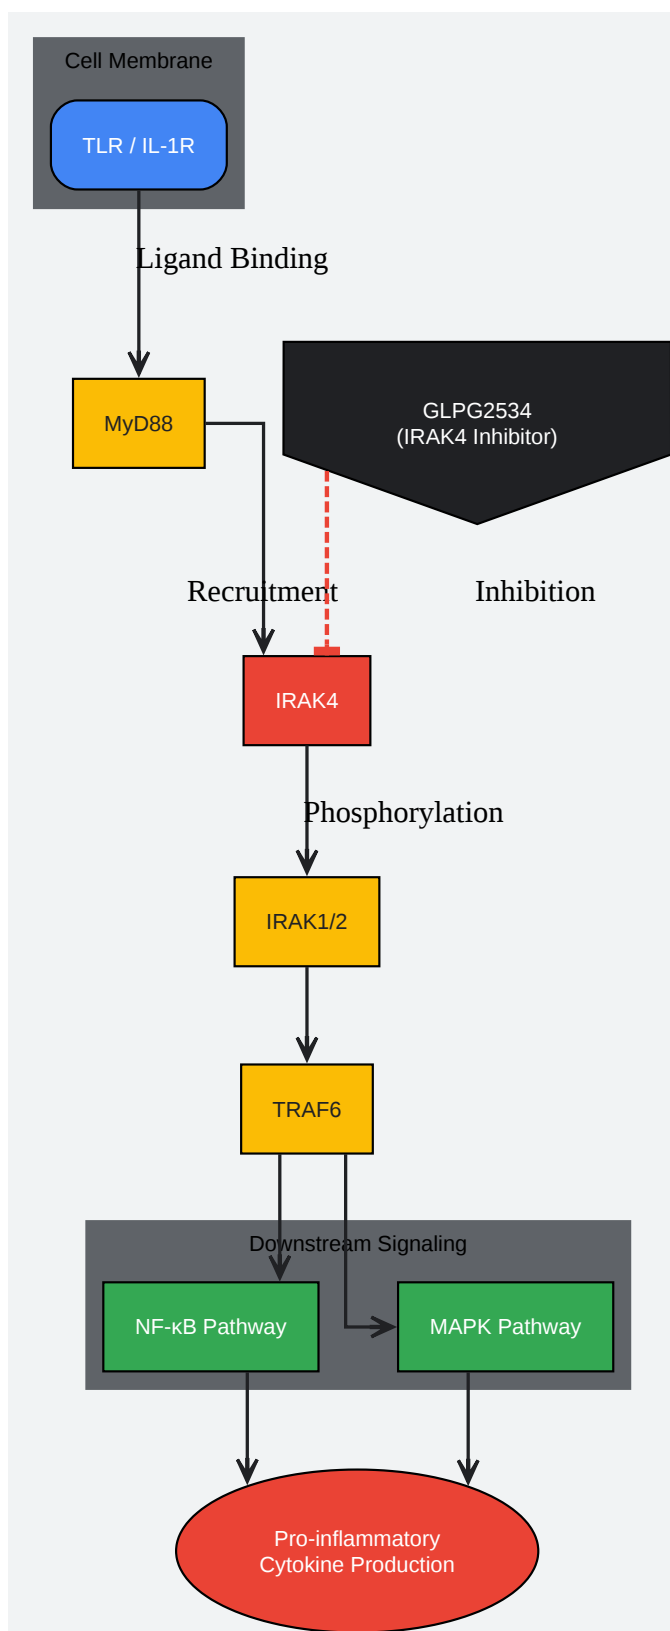 Cell Membrane
TLR / IL-1R
Ligand Binding
MyD88
GLPG2534
(IRAK4 Inhibitor)
Recruitment
Inhibition
IRAK4
Phosphorylation
IRAK1/2
TRAF6
Downstream Signaling
NF-κB Pathway
MAPK Pathway
Pro-inflammatory
Cytokine Production